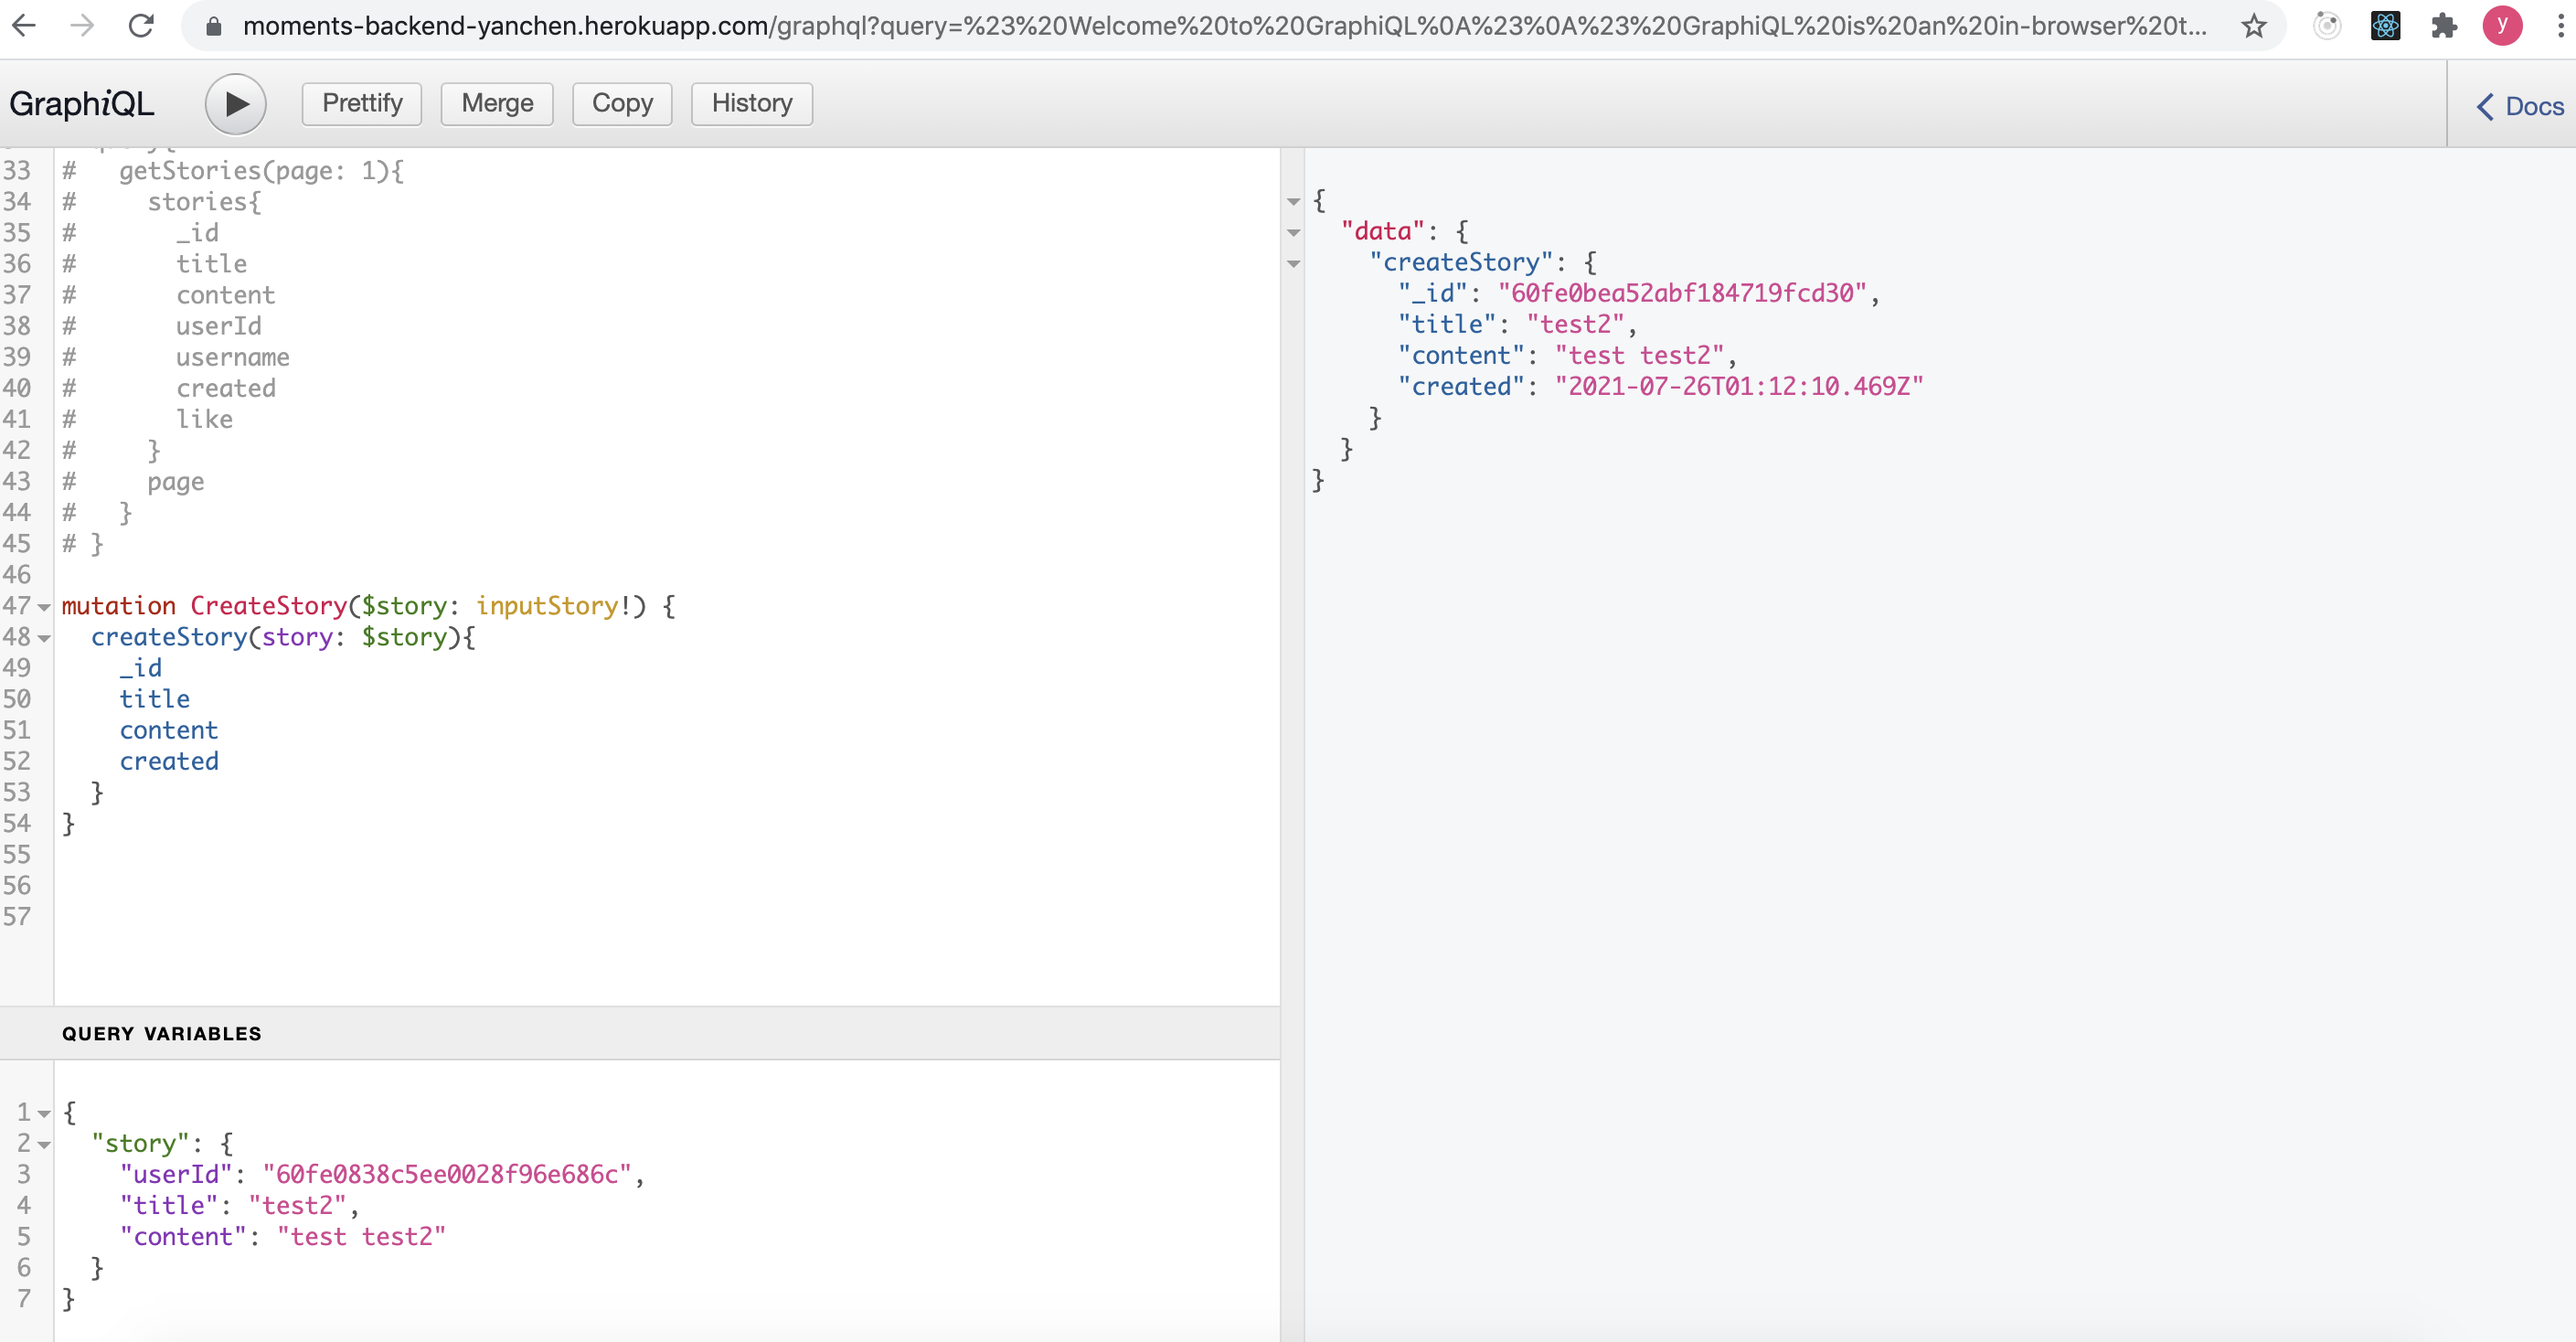 moments-backend-yanchen.herokuapp.com/graphql?query=%23%20Welcome%20to%20GraphiQL%0A%23%0A%23%20GraphiQL%20is%20an%20in-browser%20t...
y
GraphiQL
Prettify
Merge
Copy
History
Docs
33 #   getStories(page: 1){
34 #     stories{
35 #       _id
36 #       title
37 #       content
38 #       userId
39 #       username
40 #       created
41 #       like
42 #     }
43 #     page
44 #   }
45 # }
46
47 mutation CreateStory($story: inputStory!) {
48   createStory(story: $story){
49     _id
50     title
51     content
52     created
53   }
54 }
55
56
57
QUERY VARIABLES
1 {
2   "story": {
3     "userId": "60fe0838c5ee0028f96e686c",
4     "title": "test2",
5     "content": "test test2"
6   }
7 }
{
  "data": {
    "createStory": {
      "_id": "60fe0bea52abf184719fcd30",
      "title": "test2",
      "content": "test test2",
      "created": "2021-07-26T01:12:10.469Z"
    }
  }
}